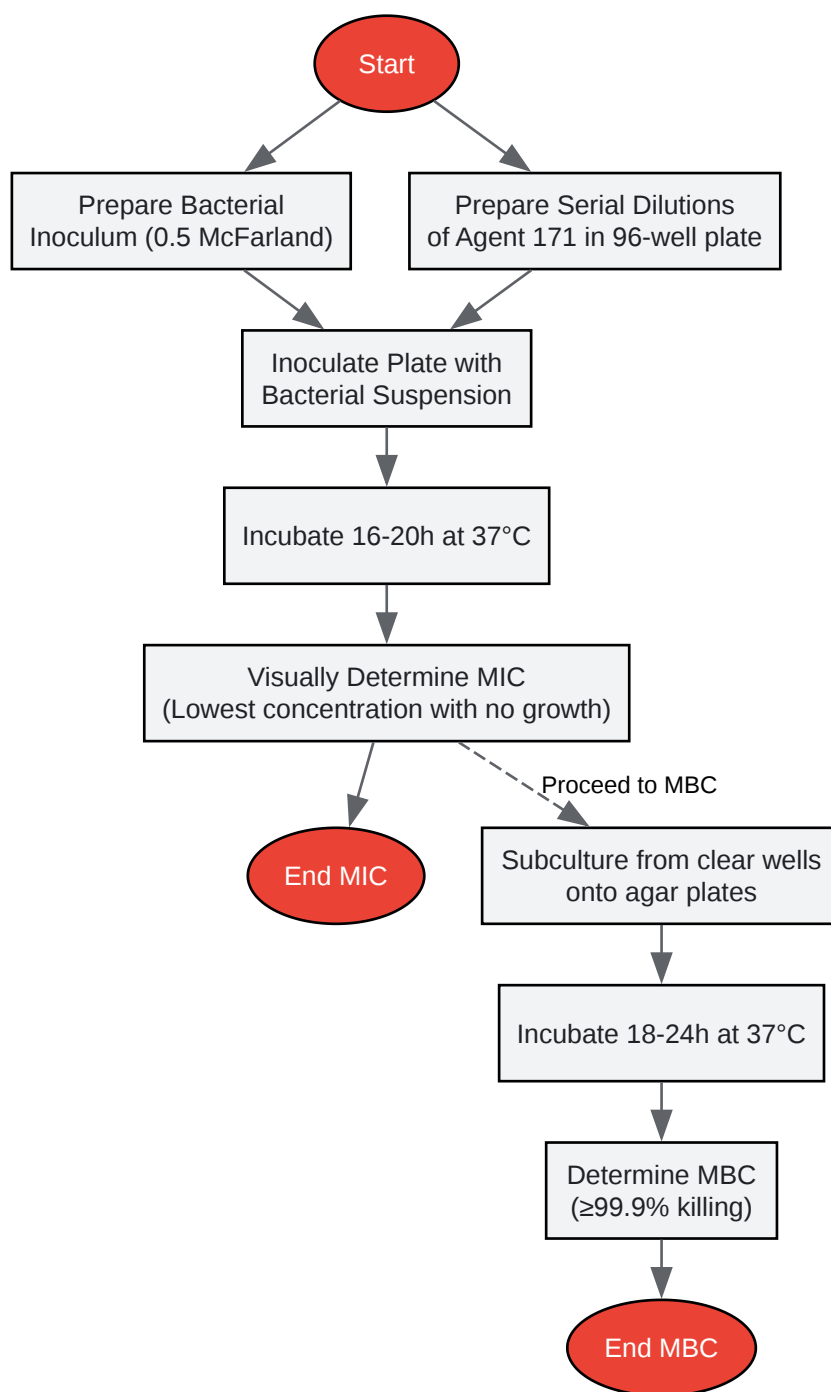 Start
Prepare Bacterial
Inoculum (0.5 McFarland)
Prepare Serial Dilutions
of Agent 171 in 96-well plate
Inoculate Plate with
Bacterial Suspension
Incubate 16-20h at 37°C
Visually Determine MIC
(Lowest concentration with no growth)
Proceed to MBC
End MIC
Subculture from clear wells
onto agar plates
Incubate 18-24h at 37°C
Determine MBC
(≥99.9% killing)
End MBC